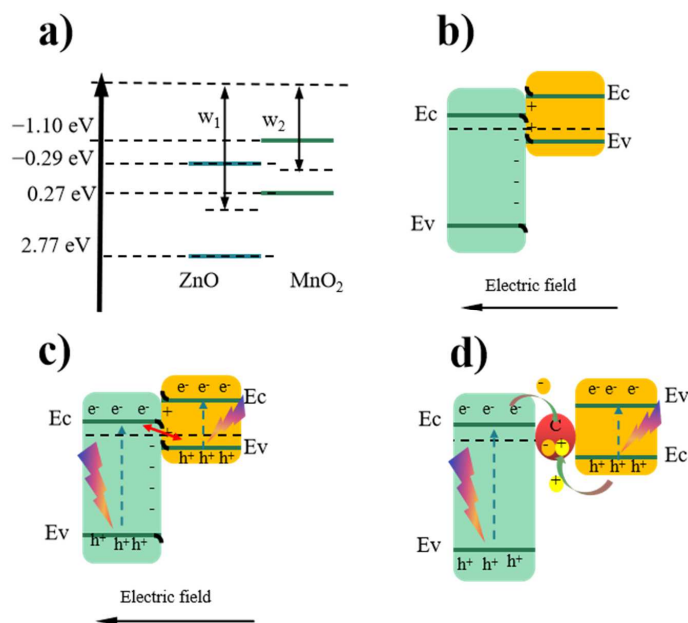 a)
w₁
w₂
−1.10 eV
−0.29 eV
0.27 eV
2.77 eV
ZnO
MnO₂
b)
Ec
Ev
+
+
-
-
-
-
-
Ec
Ev
Electric field
c)
Ec
Ev
e⁻ e⁻ e⁻
h⁺ h⁺h⁺
+
+
-
-
-
-
e⁻ e⁻ e⁻
h⁺ h⁺ h⁺
Ec
Ev
Electric field
d)
Ec
Ev
e⁻ e⁻ e⁻
h⁺ h⁺ h⁺
-
C
- +
+
e⁻ e⁻ e⁻
h⁺ h⁺ h⁺
Ev
Ec